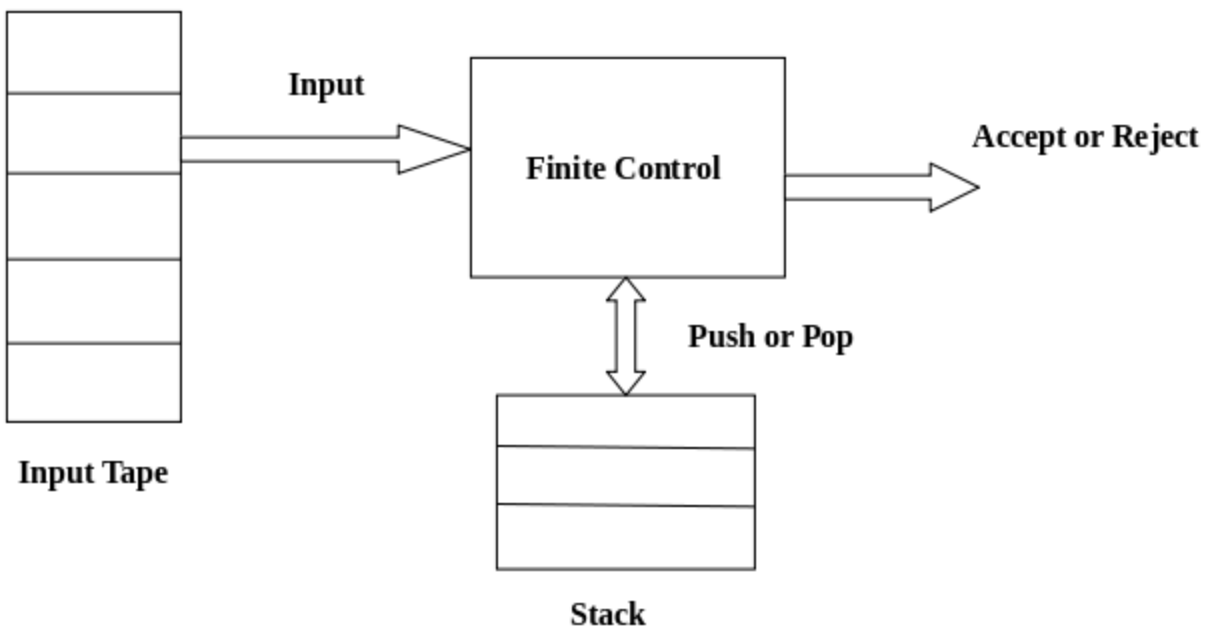 Input
Accept or Reject
Finite Control
Push or Pop
Input Tape
Stack